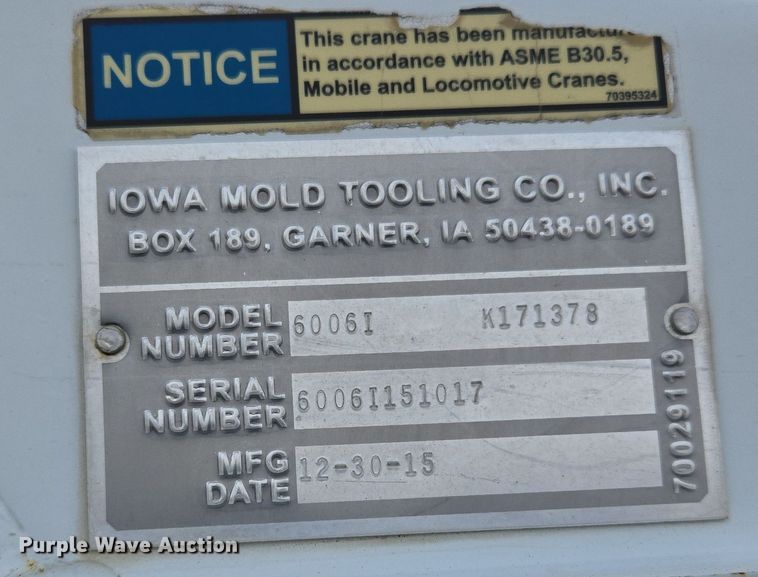 NOTICE
This crane has been manufactured
in accordance with ASME B30.5,
Mobile and Locomotive Cranes.
70395324
IOWA MOLD TOOLING CO., INC.
BOX 189, GARNER, IA 50438-0189
MODEL NUMBER 6006I K171378
SERIAL NUMBER 6006I151017
MFG DATE 12-30-15
70029119
Purple Wave Auction